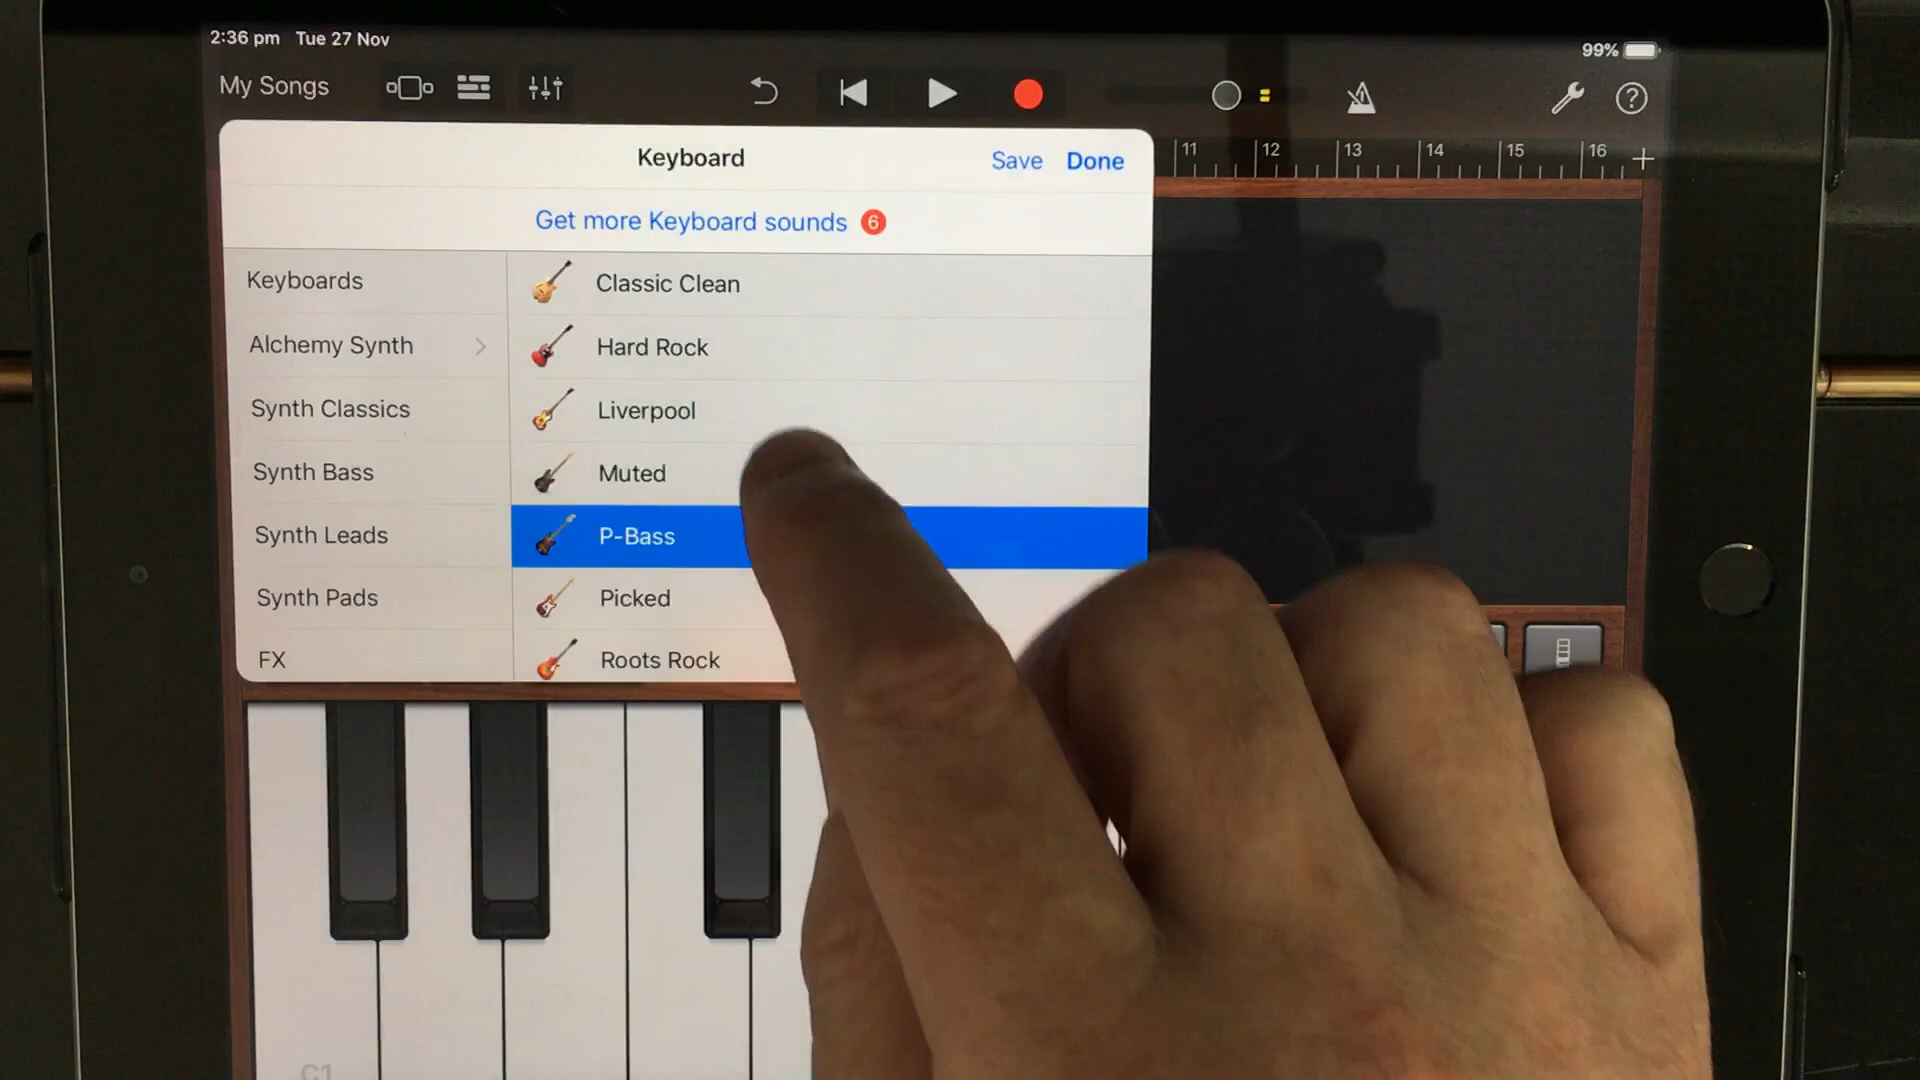 2:36 pm Tue 27 Nov
99%
My Songs
11 12 13 14 15 16
Keyboard
Save Done
Get more Keyboard sounds 6
Keyboards
Alchemy Synth
Synth Classics
Synth Bass
Synth Leads
Synth Pads
FX
Classic Clean
Hard Rock
Liverpool
Muted
P-Bass
Picked
Roots Rock
C1